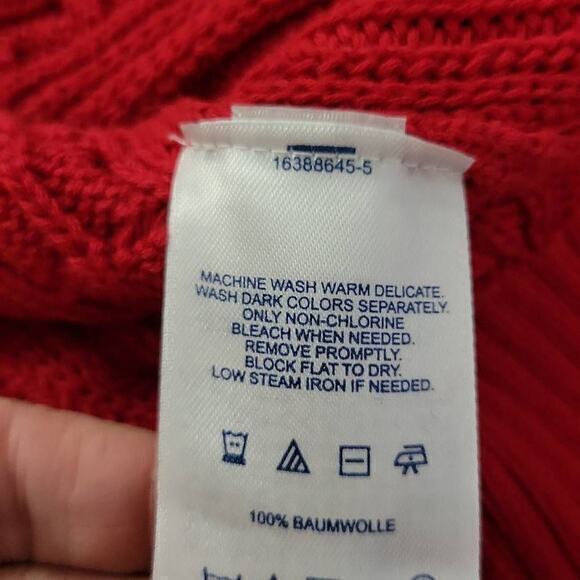 16388645-5
MACHINE WASH WARM DELICATE.
WASH DARK COLORS SEPARATELY.
ONLY NON-CHLORINE
BLEACH WHEN NEEDED.
REMOVE PROMPTLY.
BLOCK FLAT TO DRY.
LOW STEAM IRON IF NEEDED.
100% BAUMWOLLE